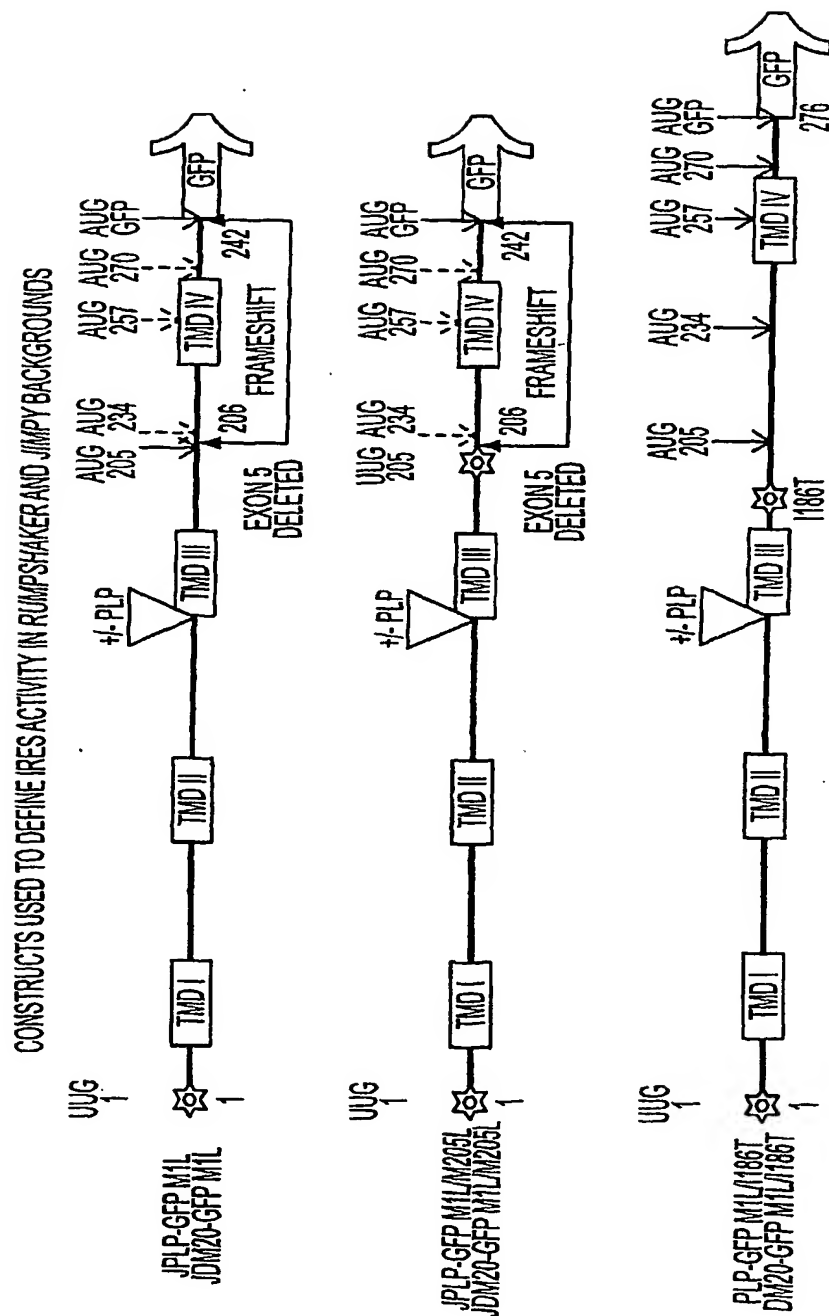 CONSTRUCTS USED TO DEFINE IRES ACTIVITY IN RUMPSHAKER AND JIMPY BACKGROUNDS
JPLP-GFP M1L
JDM20-GFP M1L
UUG
1
1
TMD I
TMD II
+/- PLP
TMD III
AUG
205
AUG
234
206
EXON 5
DELETED
FRAMESHIFT
AUG
257
TMD IV
AUG
270
AUG
GFP
242
GFP
JPLP-GFP M1L/M205L
JDM20-GFP M1L/M205L
UUG
1
1
TMD I
TMD II
+/- PLP
TMD III
UUG
205
AUG
234
206
EXON 5
DELETED
FRAMESHIFT
AUG
257
TMD IV
AUG
270
AUG
GFP
242
GFP
PLP-GFP M1L/I186T
DM20-GFP M1L/I186T
UUG
1
1
TMD I
TMD II
+/- PLP
TMD III
I186T
AUG
205
AUG
234
AUG
257
TMD IV
AUG
270
AUG
GFP
276
GFP